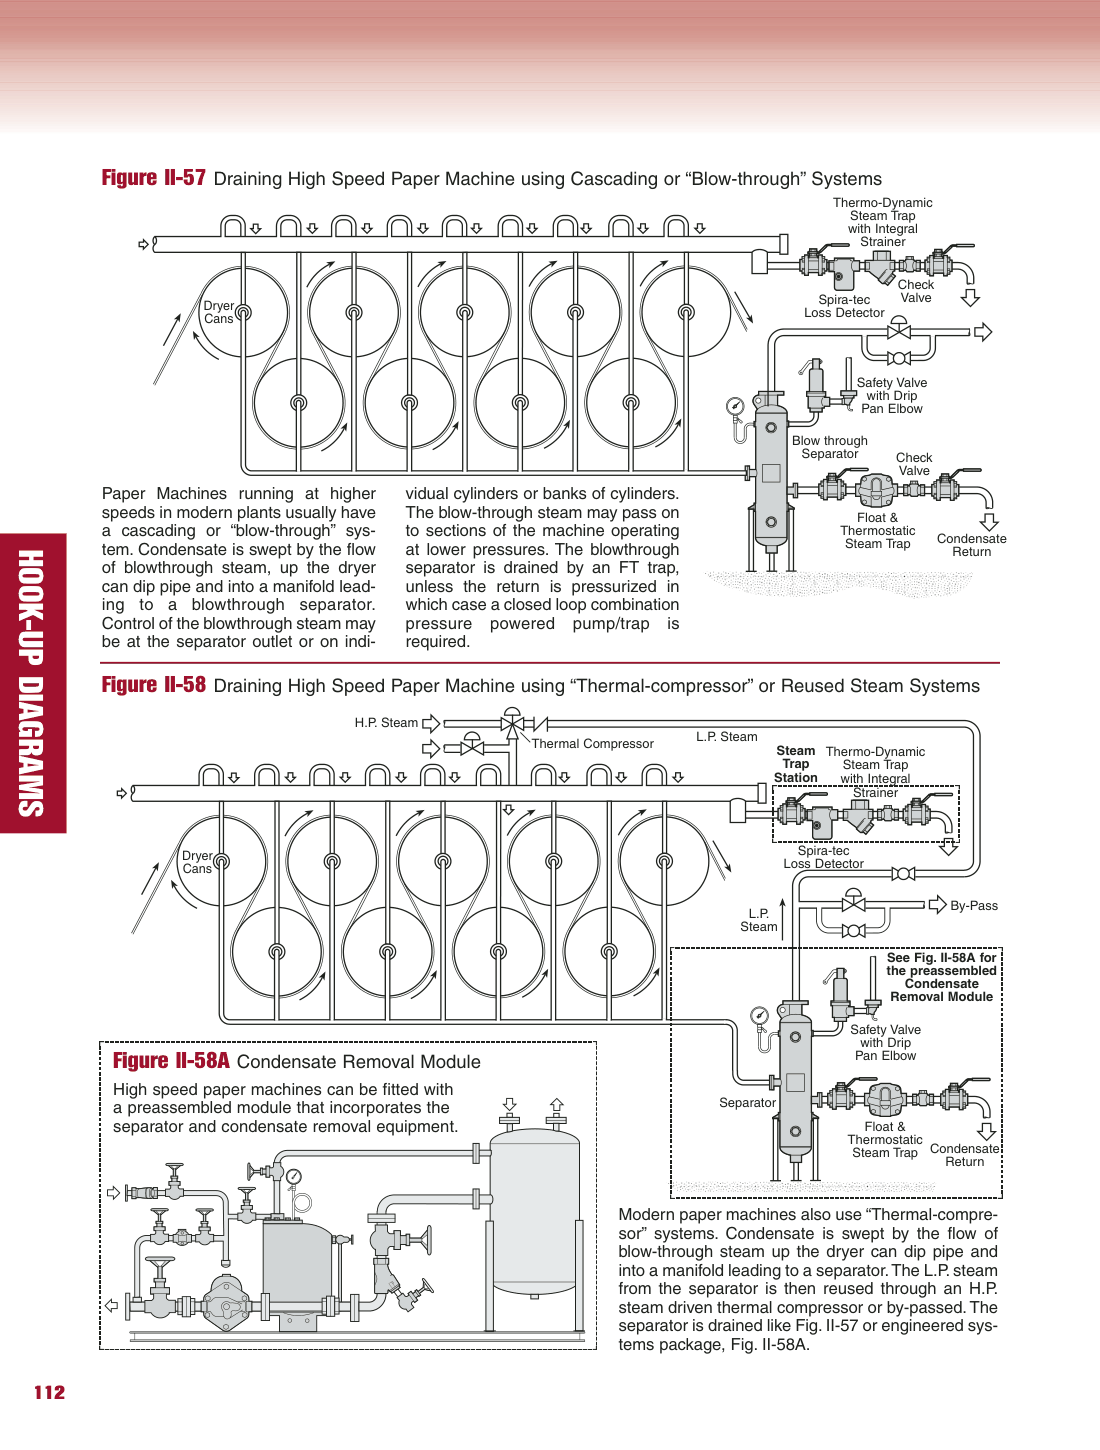 Figure II-57 Draining High Speed Paper Machine using Cascading or “Blow-through” Systems
Thermo-Dynamic
Steam Trap
with Integral
Strainer
Check
Valve
Spira-tec
Loss Detector
Dryer
Cans
Safety Valve
with Drip
Pan Elbow
Blow through
Separator
Check
Valve
Float &
Thermostatic
Steam Trap
Condensate
Return
Paper Machines running at higher
speeds in modern plants usually have
a cascading or “blow-through” sys-
tem. Condensate is swept by the flow
of blowthrough steam, up the dryer
can dip pipe and into a manifold lead-
ing to a blowthrough separator.
Control of the blowthrough steam may
be at the separator outlet or on indi-
vidual cylinders or banks of cylinders.
The blow-through steam may pass on
to sections of the machine operating
at lower pressures. The blowthrough
separator is drained by an FT trap,
unless the return is pressurized in
which case a closed loop combination
pressure powered pump/trap is
required.
HOOK-UP DIAGRAMS
Figure II-58 Draining High Speed Paper Machine using “Thermal-compressor” or Reused Steam Systems
H.P. Steam
Thermal Compressor
L.P. Steam
Steam
Trap
Station
Thermo-Dynamic
Steam Trap
with Integral
Strainer
Spira-tec
Loss Detector
Dryer
Cans
L.P.
Steam
By-Pass
See Fig. II-58A for
the preassembled
Condensate
Removal Module
Safety Valve
with Drip
Pan Elbow
Separator
Float &
Thermostatic
Steam Trap
Condensate
Return
Figure II-58A Condensate Removal Module
High speed paper machines can be fitted with
a preassembled module that incorporates the
separator and condensate removal equipment.
Modern paper machines also use “Thermal-compre-
sor” systems. Condensate is swept by the flow of
blow-through steam up the dryer can dip pipe and
into a manifold leading to a separator. The L.P. steam
from the separator is then reused through an H.P.
steam driven thermal compressor or by-passed. The
separator is drained like Fig. II-57 or engineered sys-
tems package, Fig. II-58A.
112